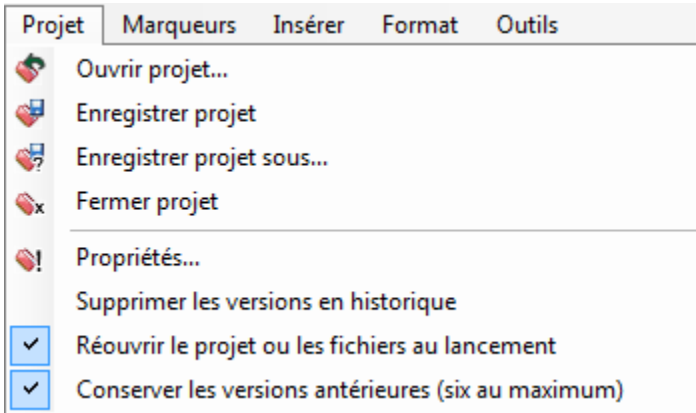 Projet Marqueurs Insérer Format Outils
Ouvrir projet...
Enregistrer projet
Enregistrer projet sous...
Fermer projet
Propriétés...
Supprimer les versions en historique
Réouvrir le projet ou les fichiers au lancement
Conserver les versions antérieures (six au maximum)